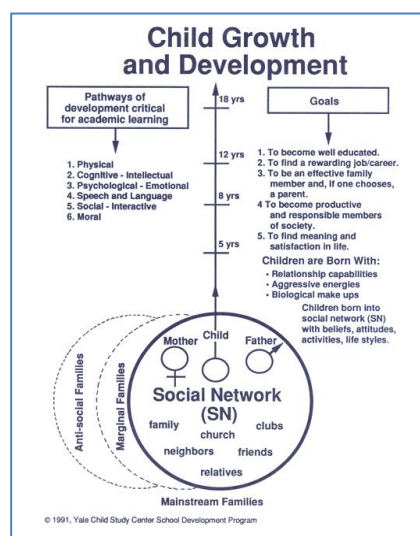 Child Growth
and Development
Pathways of
development critical
for academic learning
1. Physical
2. Cognitive - Intellectual
3. Psychological - Emotional
4. Speech and Language
5. Social - Interactive
6. Moral
18 yrs
12 yrs
8 yrs
5 yrs
Goals
1. To become well educated.
2. To find a rewarding job/career.
3. To be an effective family
member and, if one chooses,
a parent.
4 To become productive
and responsible members
of society.
5. To find meaning and
satisfaction in life.
Children are Born With:
• Relationship capabilities
• Aggressive energies
• Biological make ups
Children born into
social network (SN)
with beliefs, attitudes,
activities, life styles.
Anti-social Families
Marginal Families
Mother
Child
Father
Social Network
(SN)
family
church
clubs
neighbors
friends
relatives
Mainstream Families
© 1991, Yale Child Study Center School Development Program